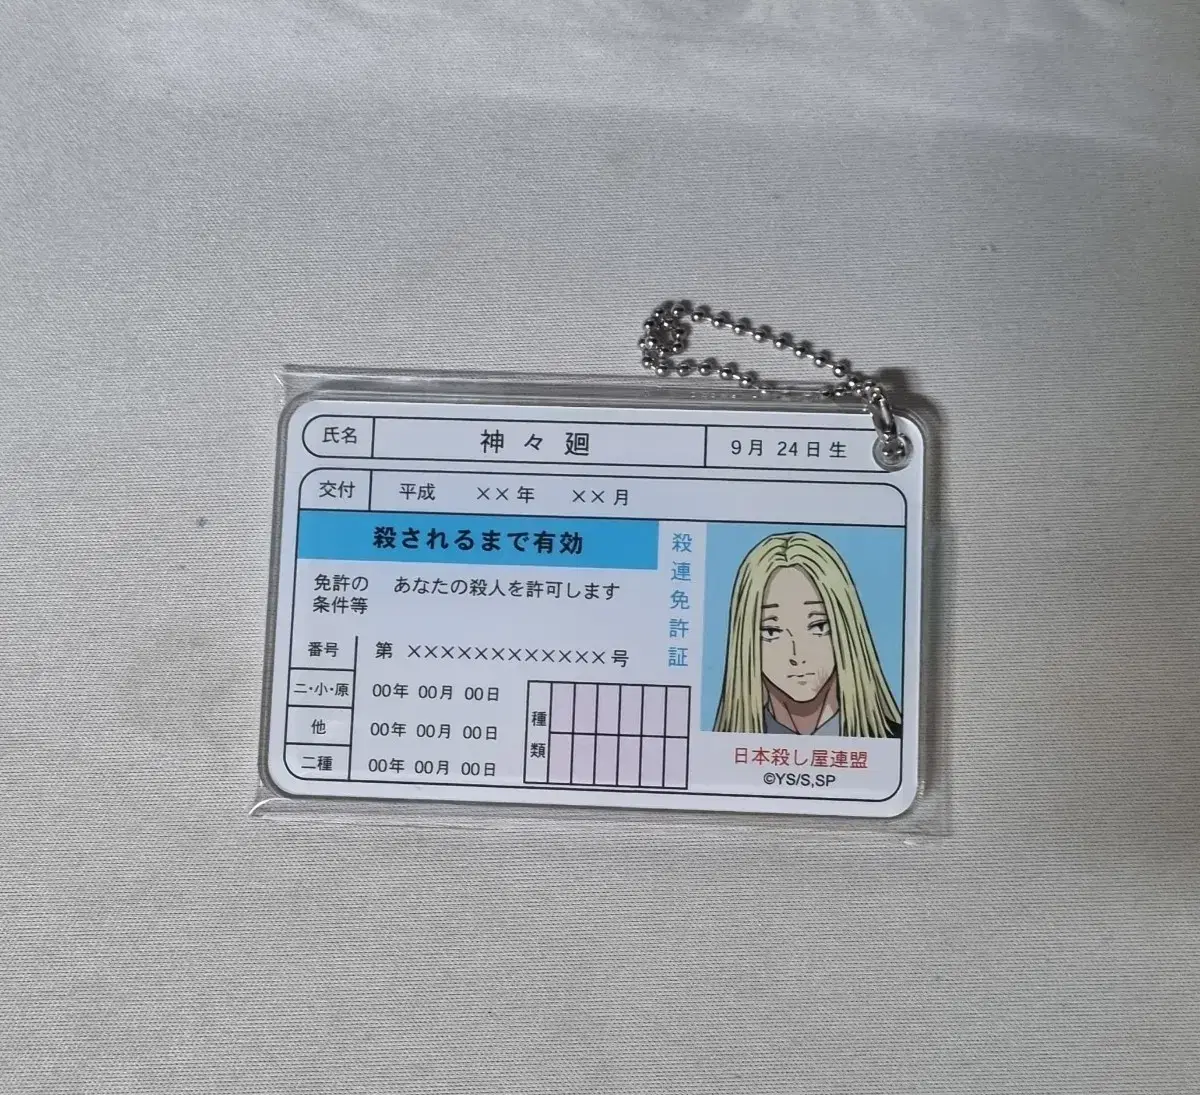 氏名 神々廻 9月 24日生
交付 平成 ××年 ××月
殺されるまで有効
免許の条件等 あなたの殺人を許可します
殺連免許証
番号 第 ××××××××××××号
二・小・原 00年 00月 00日
他 00年 00月 00日
二種 00年 00月 00日
種類
日本殺し屋連盟
©YS/S,SP